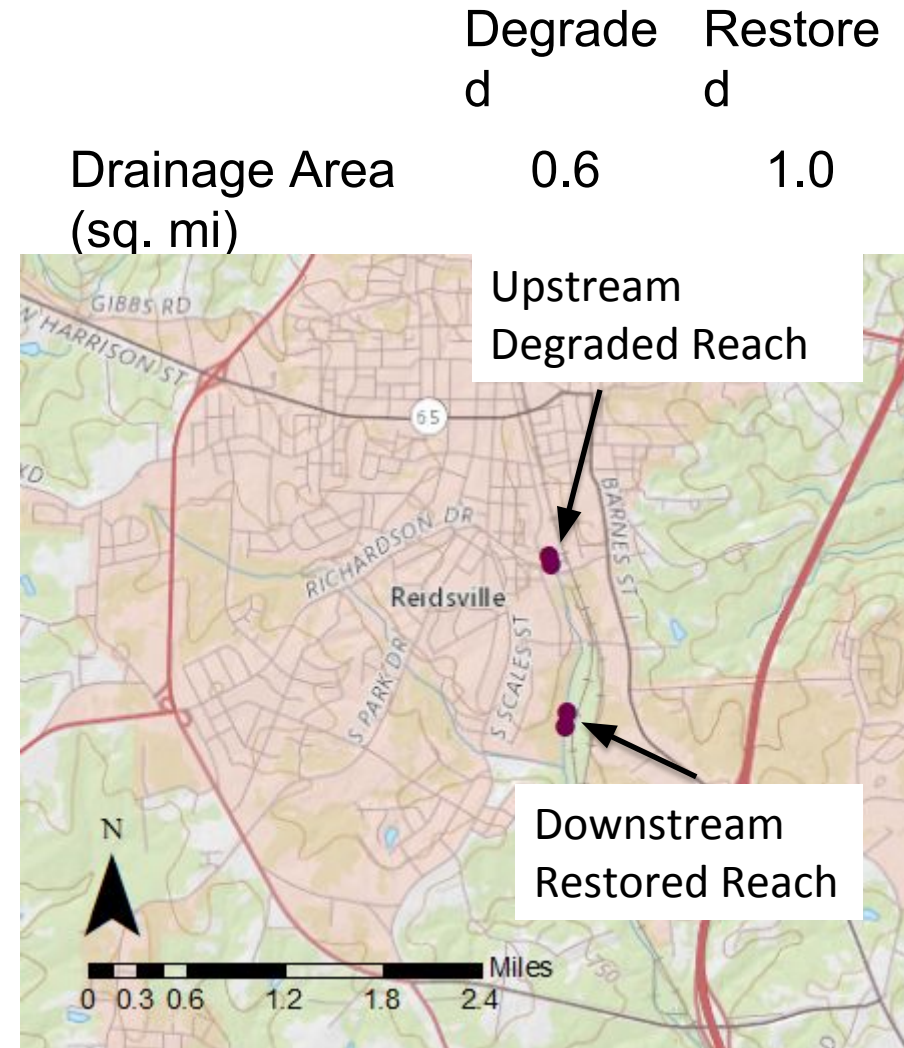 Degrade Restore
d d
Drainage Area 0.6 1.0
(sq. mi)
Upstream
Degraded Reach
GIBBS RD
W HARRISON ST
65
BARNES ST
RICHARDSON DR
Reidsville
S SCALES ST
S PARK DR
Downstream
Restored Reach
N
Miles
0 0.3 0.6 1.2 1.8 2.4
750